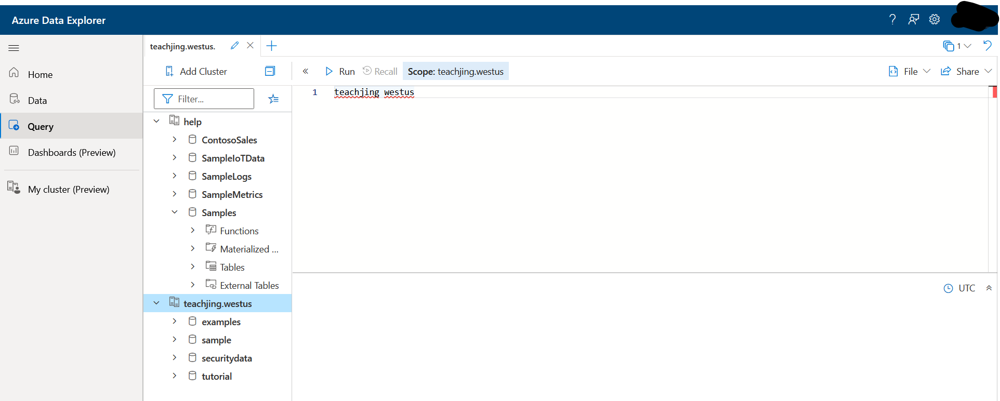 Azure Data Explorer
?
Home
Data
Query
Dashboards (Preview)
My cluster (Preview)
teachjing.westus.
1
Add Cluster
Run
Recall
Scope: teachjing.westus
File
Share
Filter...
help
ContosoSales
SampleIoTData
SampleLogs
SampleMetrics
Samples
Functions
Materialized ...
Tables
External Tables
teachjing.westus
examples
sample
securitydata
tutorial
1 teachjing westus
UTC